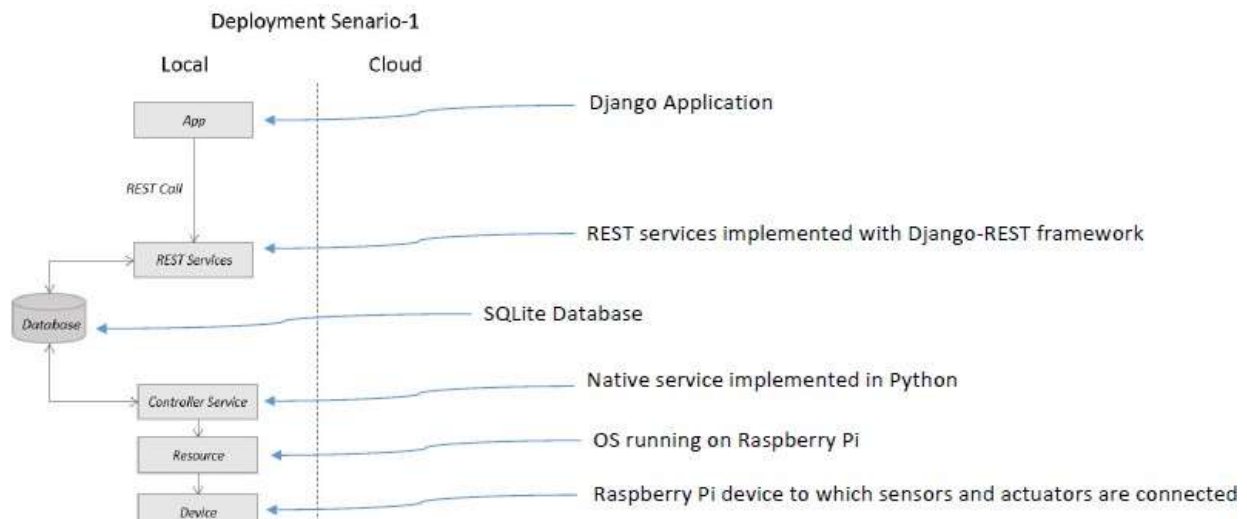 Deployment Senario-1
Local
Cloud
App
Django Application
REST Call
REST Services
REST services implemented with Django-REST framework
Database
SQLite Database
Controller Service
Native service implemented in Python
Resource
OS running on Raspberry Pi
Device
Raspberry Pi device to which sensors and actuators are connected